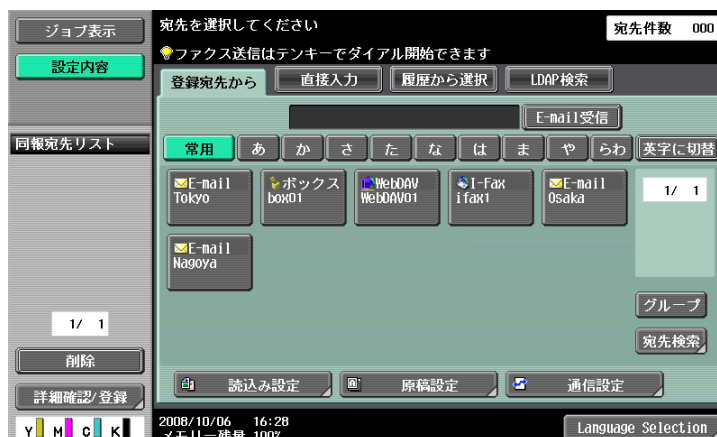 ジョブ表示
設定内容
同報宛先リスト
1/ 1
削除
詳細確認/登録
Y M C K
宛先を選択してください
宛先件数 000
ファクス送信はテンキーでダイアル開始できます
登録宛先から 直接入力 履歴から選択 LDAP検索
E-mail受信
常用 あ か さ た な は ま や らわ 英字に切替
E-mail
Tokyo
ボックス
box01
WebDAV
WebDAV01
I-Fax
ifax1
E-mail
Osaka
1/ 1
E-mail
Nagoya
グループ
宛先検索
読込み設定 原稿設定 通信設定
2008/10/06 16:28
メモリー残量 100%
Language Selection